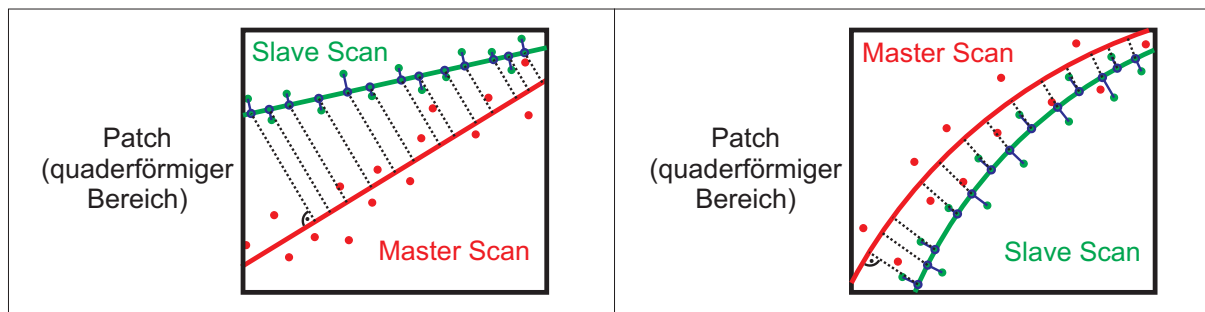 Patch
(quaderförmiger
Bereich)
Slave Scan
Master Scan
Patch
(quaderförmiger
Bereich)
Master Scan
Slave Scan